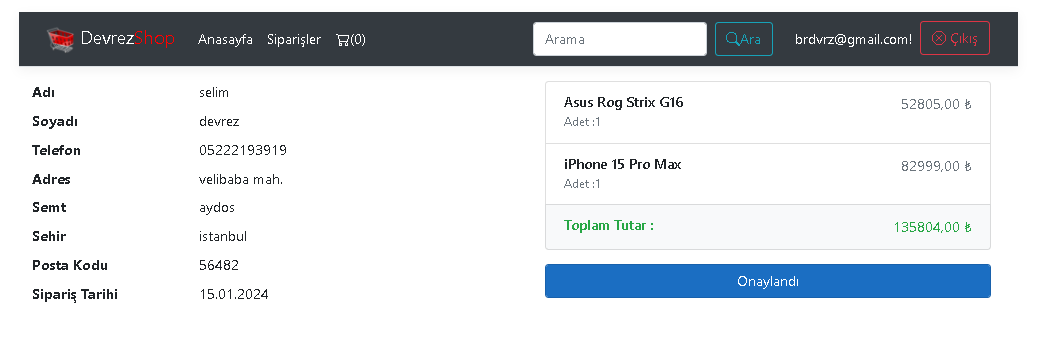 DevrezShop Anasayfa Siparişler (0) Arama Ara brdvrz@gmail.com! Çıkış
Adı selim
Soyadı devrez
Telefon 05222193919
Adres velibaba mah.
Semt aydos
Sehir istanbul
Posta Kodu 56482
Sipariş Tarihi 15.01.2024
Asus Rog Strix G16 52805,00 ₺
Adet :1
iPhone 15 Pro Max 82999,00 ₺
Adet :1
Toplam Tutar : 135804,00 ₺
Onaylandı